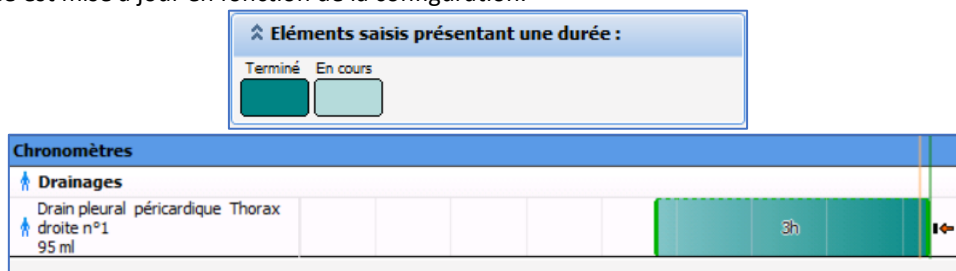 Eléments saisis présentant une durée :
Terminé En cours
Chronomètres
Drainages
Drain pleural péricardique Thorax
droite n°1
95 ml
3h